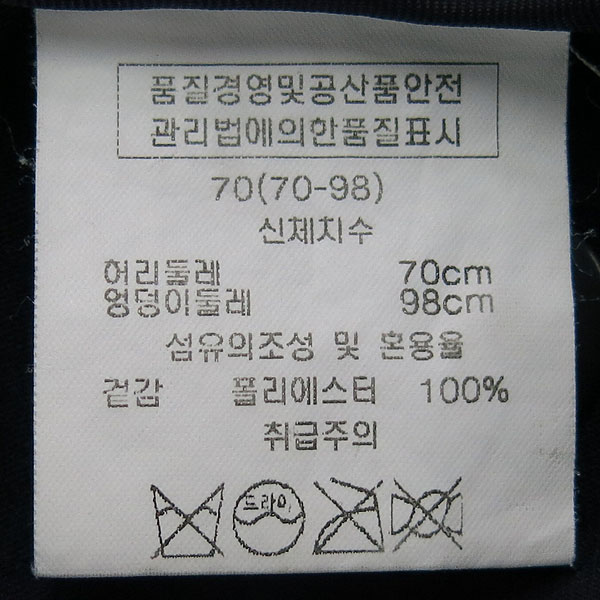 품질경영및공산품안전
관리법에의한품질표시
70(70-98)
신체치수
허리둘레 70cm
엉덩이둘레 98cm
섬유의조성 및 혼용율
겉감 폴리에스터 100%
취급주의
드라이